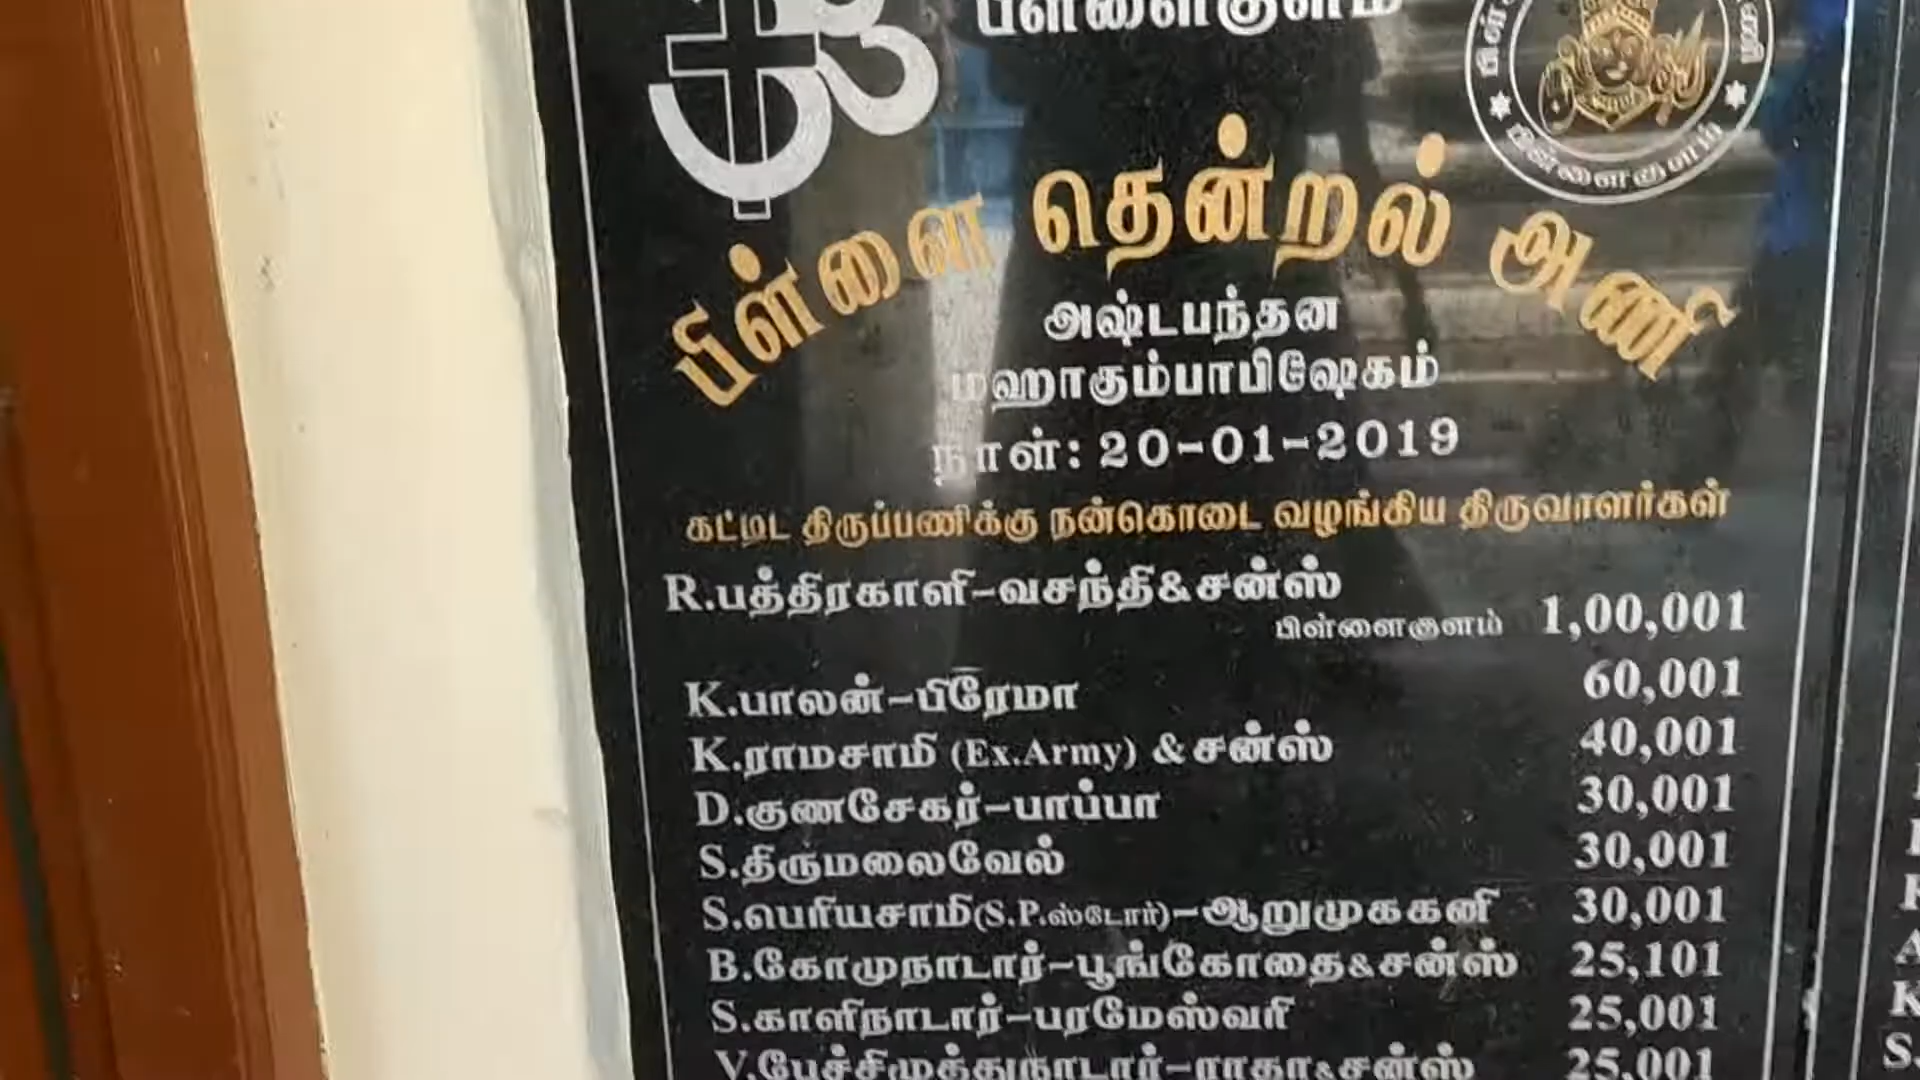 பிள்ளைகுளம்
பிள்ளைகுளம்
பிள்ளை தென்றல் அணி
அஷ்டபந்தன
மஹாகும்பாபிஷேகம்
நாள்: 20-01-2019
கட்டிட திருப்பணிக்கு நன்கொடை வழங்கிய திருவாளர்கள்
R.பத்திரகாளி-வசந்தி&சன்ஸ்
பிள்ளைகுளம் 1,00,001
K.பாலன்-பிரேமா 60,001
K.ராமசாமி (Ex.Army) &சன்ஸ் 40,001
D.குணசேகர்-பாப்பா 30,001
S.திருமலைவேல் 30,001
S.பெரியசாமி(S.P.ஸ்டோர்)-ஆறுமுககனி 30,001
B.கோமுநாடார்-பூங்கோதை&சன்ஸ் 25,101
S.காளிநாடார்-பரமேஸ்வரி 25,001
V.பேச்சிமுத்துநாடார்-ராதா&சன்ஸ் 25,001